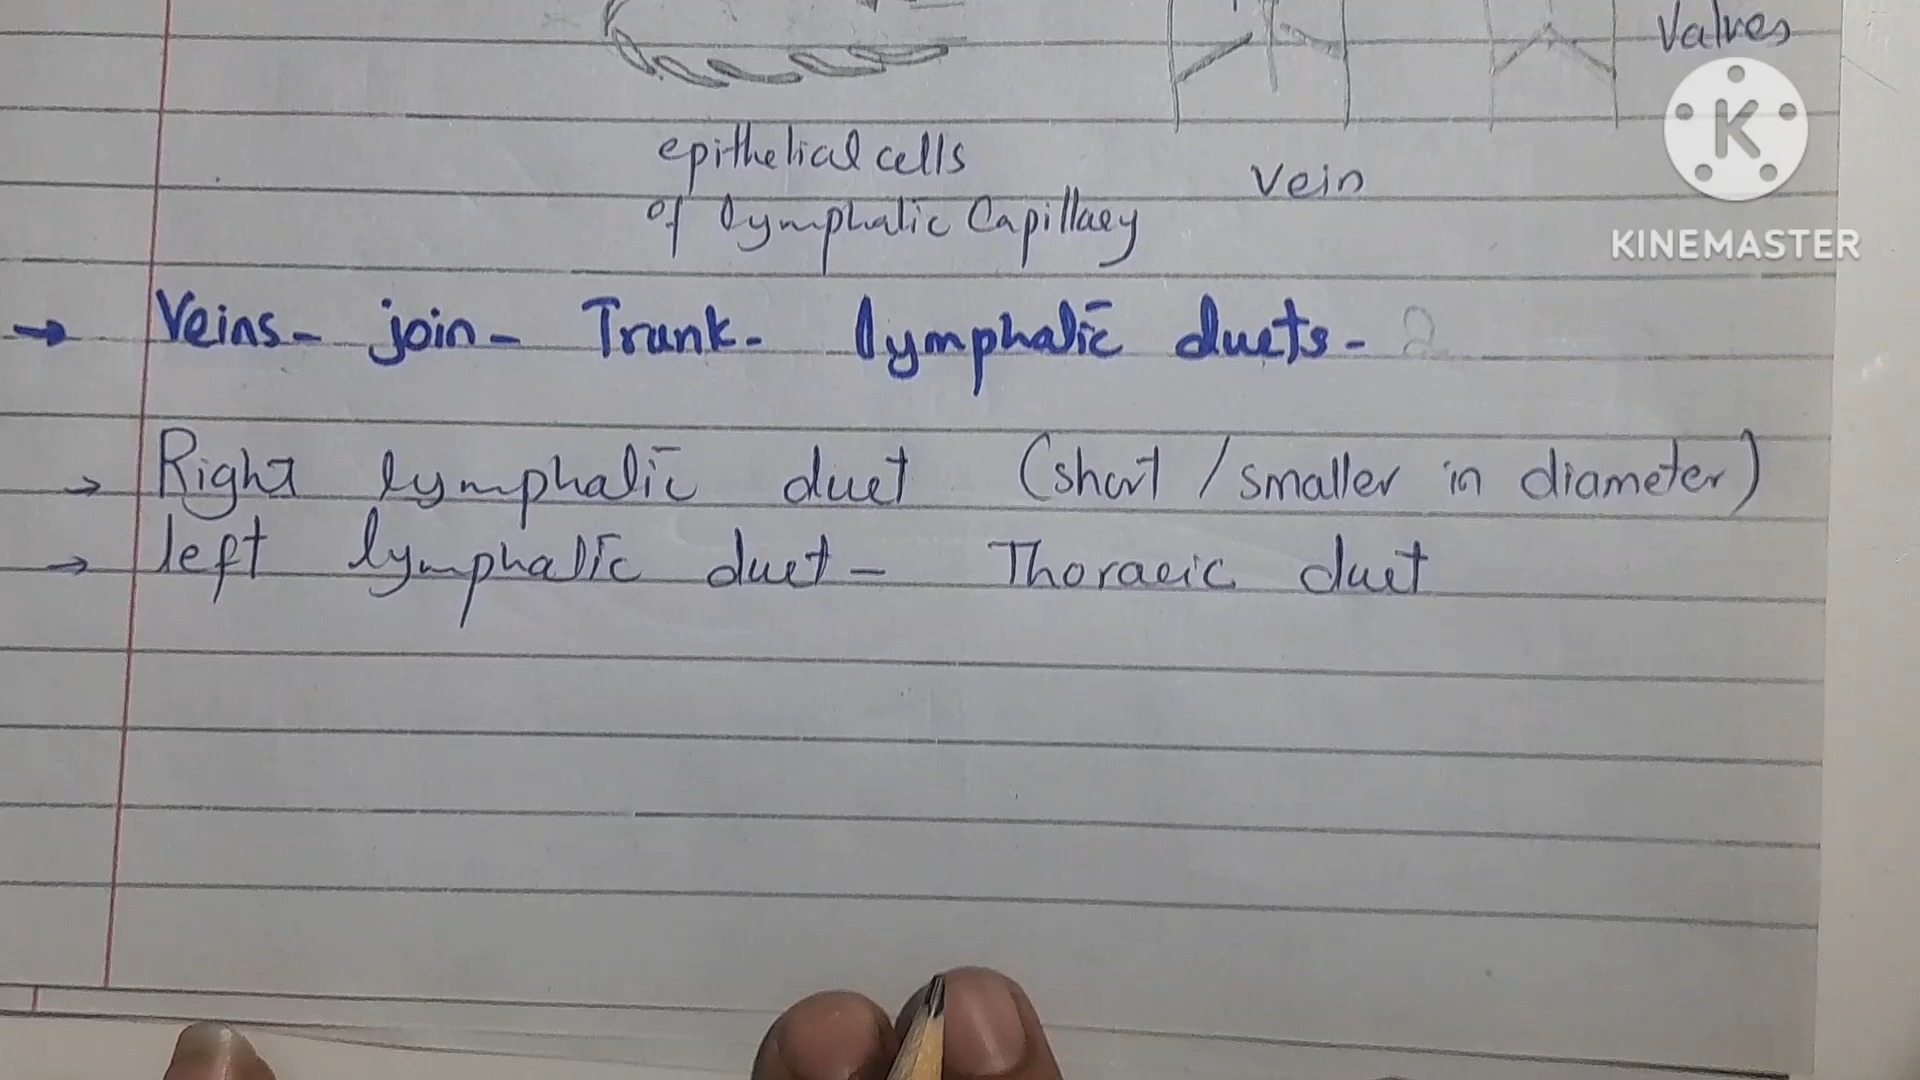 Valves
epithelial cells
of lymphatic Capillary
Vein
→ Veins - join - Trunk - lymphatic ducts - 2
→ Right lymphatic duct (short / smaller in diameter)
→ left lymphatic duct - Thoracic duct
K
KINEMASTER